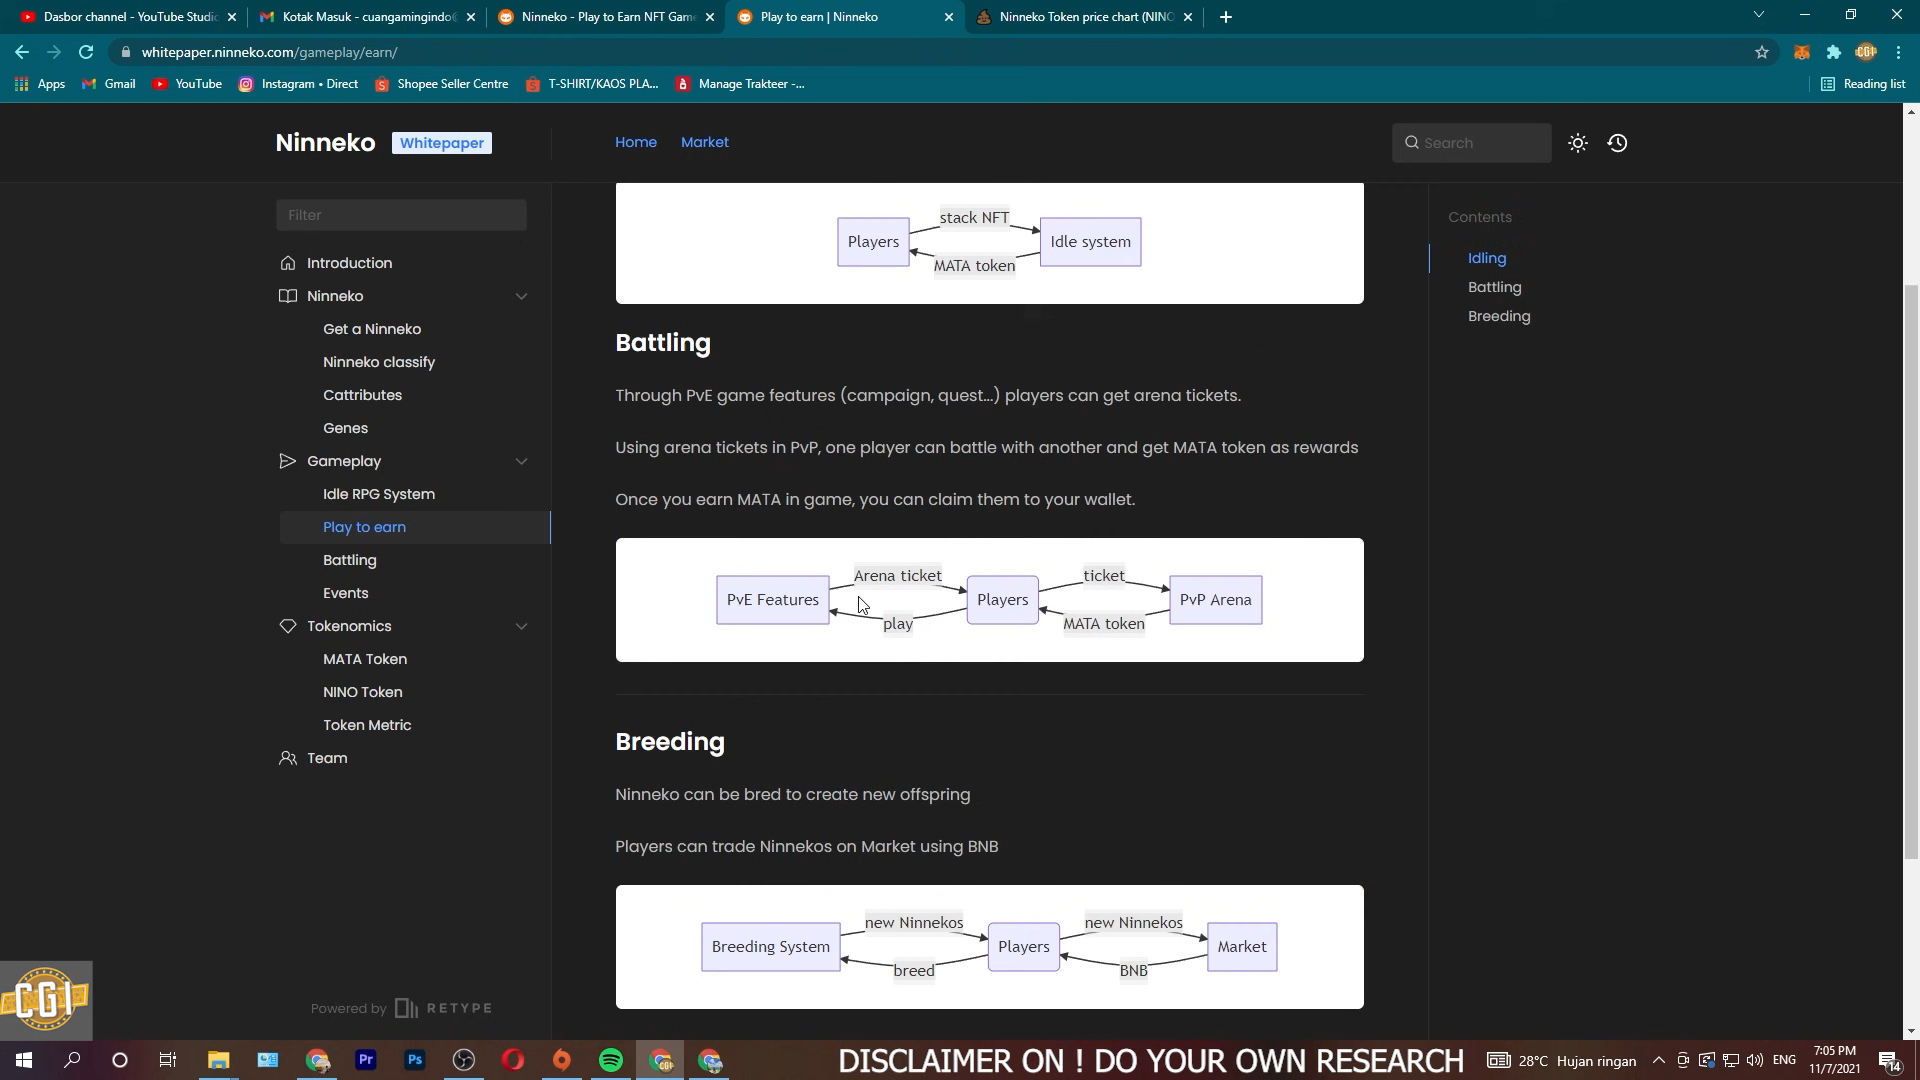 Dasbor channel - YouTube Studio
Kotak Masuk - cuangamingindo@
Ninneko - Play to Earn NFT Game
Play to earn | Ninneko
Ninneko Token price chart (NINO
whitepaper.ninneko.com/gameplay/earn/
Apps
Gmail
YouTube
Instagram • Direct
Shopee Seller Centre
T-SHIRT/KAOS PLA...
Manage Trakteer -...
Reading list
Ninneko
Whitepaper
Home
Market
Search
Filter
Introduction
Ninneko
Get a Ninneko
Ninneko classify
Cattributes
Genes
Gameplay
Idle RPG System
Play to earn
Battling
Events
Tokenomics
MATA Token
NINO Token
Token Metric
Team
Powered by RETYPE
Players
stack NFT
Idle system
MATA token
Battling
Through PvE game features (campaign, quest...) players can get arena tickets.
Using arena tickets in PvP, one player can battle with another and get MATA token as rewards
Once you earn MATA in game, you can claim them to your wallet.
PvE Features
Arena ticket
play
Players
ticket
MATA token
PvP Arena
Breeding
Ninneko can be bred to create new offspring
Players can trade Ninnekos on Market using BNB
Breeding System
new Ninnekos
breed
Players
new Ninnekos
BNB
Market
Contents
Idling
Battling
Breeding
CGI
Pr
Ps
DISCLAIMER ON ! DO YOUR OWN RESEARCH
28°C Hujan ringan
ENG
7:05 PM
11/7/2021
14